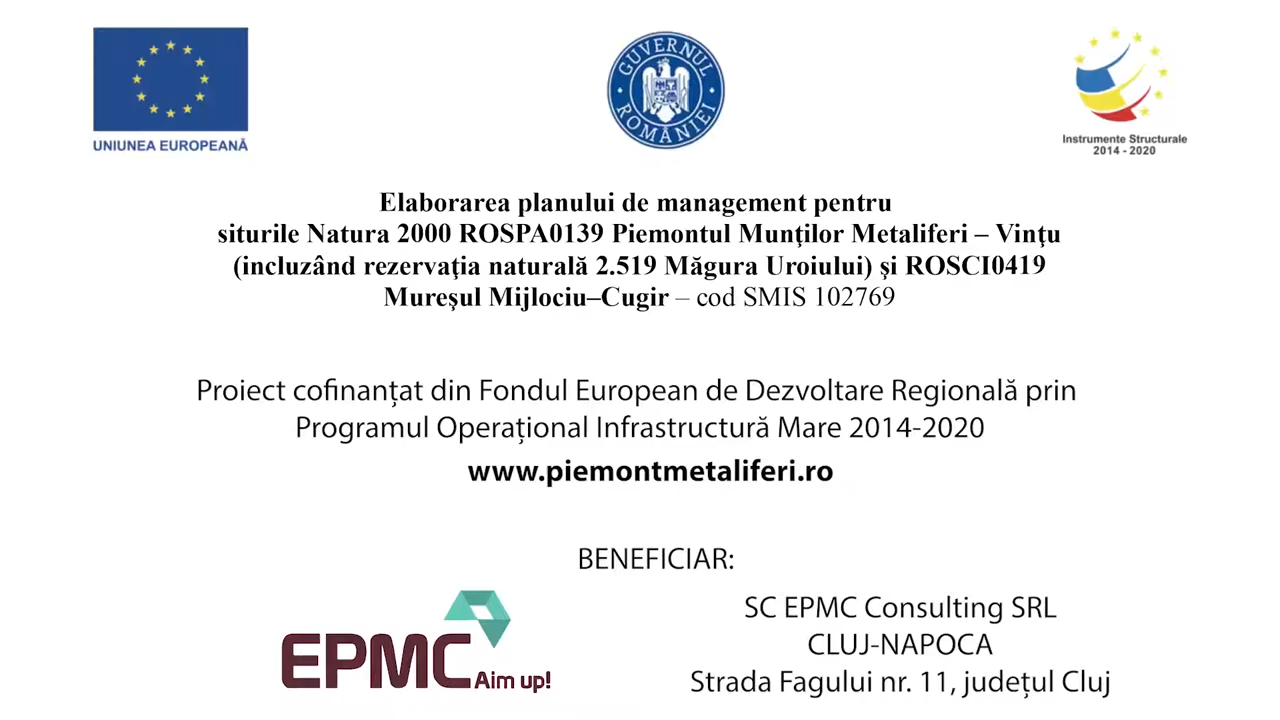 UNIUNEA EUROPEANĂ
GUVERNUL ROMÂNIEI
Instrumente Structurale
2014 - 2020
Elaborarea planului de management pentru
siturile Natura 2000 ROSPA0139 Piemontul Munţilor Metaliferi – Vinţu
(incluzând rezervaţia naturală 2.519 Măgura Uroiului) şi ROSCI0419
Mureşul Mijlociu–Cugir – cod SMIS 102769
Proiect cofinanțat din Fondul European de Dezvoltare Regională prin
Programul Operațional Infrastructură Mare 2014-2020
www.piemontmetaliferi.ro
BENEFICIAR:
EPMC Aim up!
SC EPMC Consulting SRL
CLUJ-NAPOCA
Strada Fagului nr. 11, județul Cluj